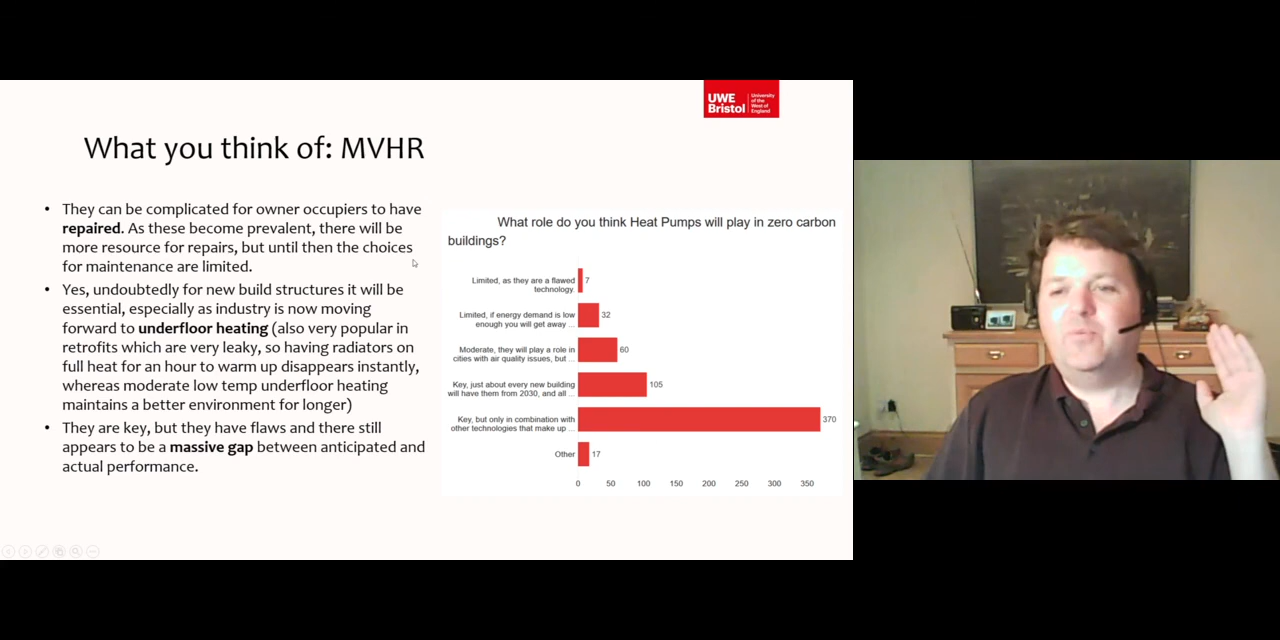 UWE
Bristol
University
of the
West of
England
What you think of: MVHR
• They can be complicated for owner occupiers to have
repaired. As these become prevalent, there will be
more resource for repairs, but until then the choices
for maintenance are limited.
• Yes, undoubtedly for new build structures it will be
essential, especially as industry is now moving
forward to underfloor heating (also very popular in
retrofits which are very leaky, so having radiators on
full heat for an hour to warm up disappears instantly,
whereas moderate low temp underfloor heating
maintains a better environment for longer)
• They are key, but they have flaws and there still
appears to be a massive gap between anticipated and
actual performance.
What role do you think Heat Pumps will play in zero carbon
buildings?
Limited, as they are a flawed
technology.
7
Limited, if energy demand is low
enough you will get away ...
32
Moderate, they will play a role in
cities with air quality issues, but ...
60
Key, just about every new building
will have them from 2030, and all ...
105
Key, but only in combination with
other technologies that make up ...
370
Other
17
0 50 100 150 200 250 300 350